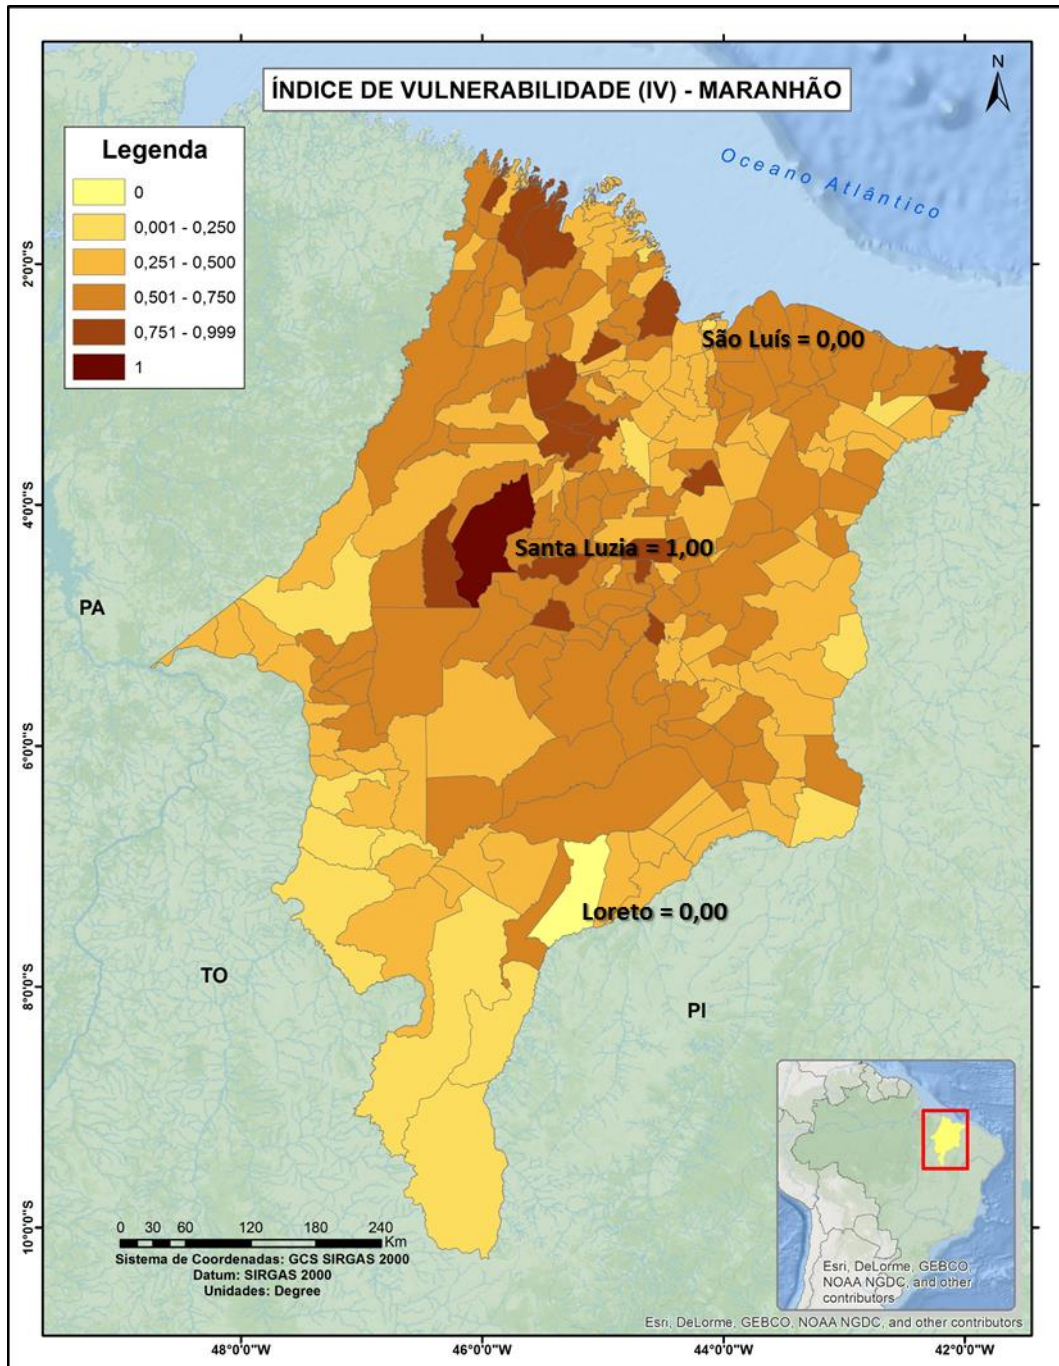 ÍNDICE DE VULNERABILIDADE (IV) - MARANHÃO
N
Legenda
0
0,001 - 0,250
0,251 - 0,500
0,501 - 0,750
0,751 - 0,999
1
Oceano Atlântico
São Luís = 0,00
Santa Luzia = 1,00
Loreto = 0,00
PA
TO
PI
2°0'0"S
4°0'0"S
6°0'0"S
8°0'0"S
10°0'0"S
0 30 60 120 180 240
Km
Sistema de Coordenadas: GCS SIRGAS 2000
Datum: SIRGAS 2000
Unidades: Degree
Esri, DeLorme, GEBCO,
NOAA NGDC, and other
contributors
Esri, DeLorme, GEBCO, NOAA NGDC, and other contributors
48°0'0"W 46°0'0"W 44°0'0"W 42°0'0"W